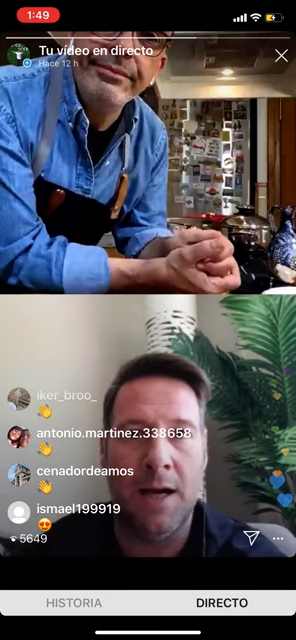 1:49
Tu vídeo en directo
Hace 12 h
iker_broo_
antonio.martinez.338658
cenadordeamos
ismael199919
5649
HISTORIA
DIRECTO